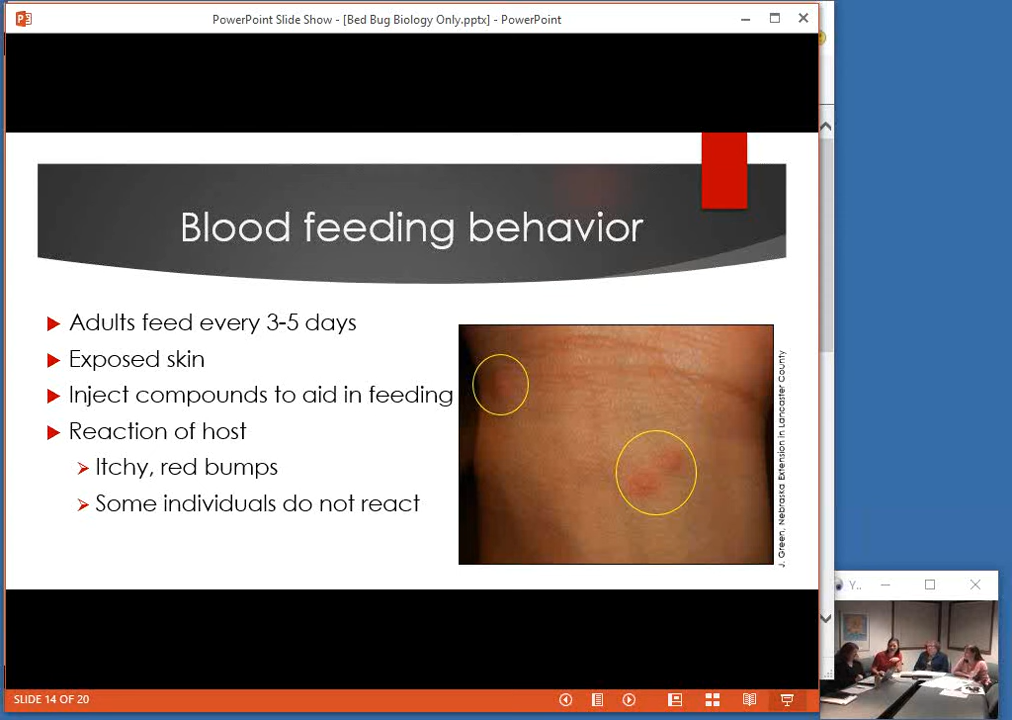 PowerPoint Slide Show - [Bed Bug Biology Only.pptx] - PowerPoint
Blood feeding behavior
Adults feed every 3-5 days
Exposed skin
Inject compounds to aid in feeding
Reaction of host
Itchy, red bumps
Some individuals do not react
J. Green, Nebraska Extension in Lancaster County
Y..
SLIDE 14 OF 20